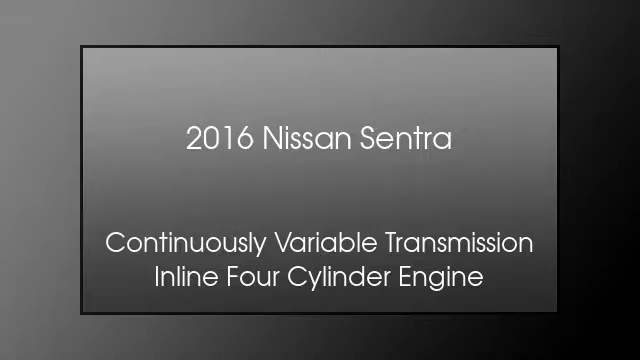 2016 Nissan Sentra
Continuously Variable Transmission
Inline Four Cylinder Engine